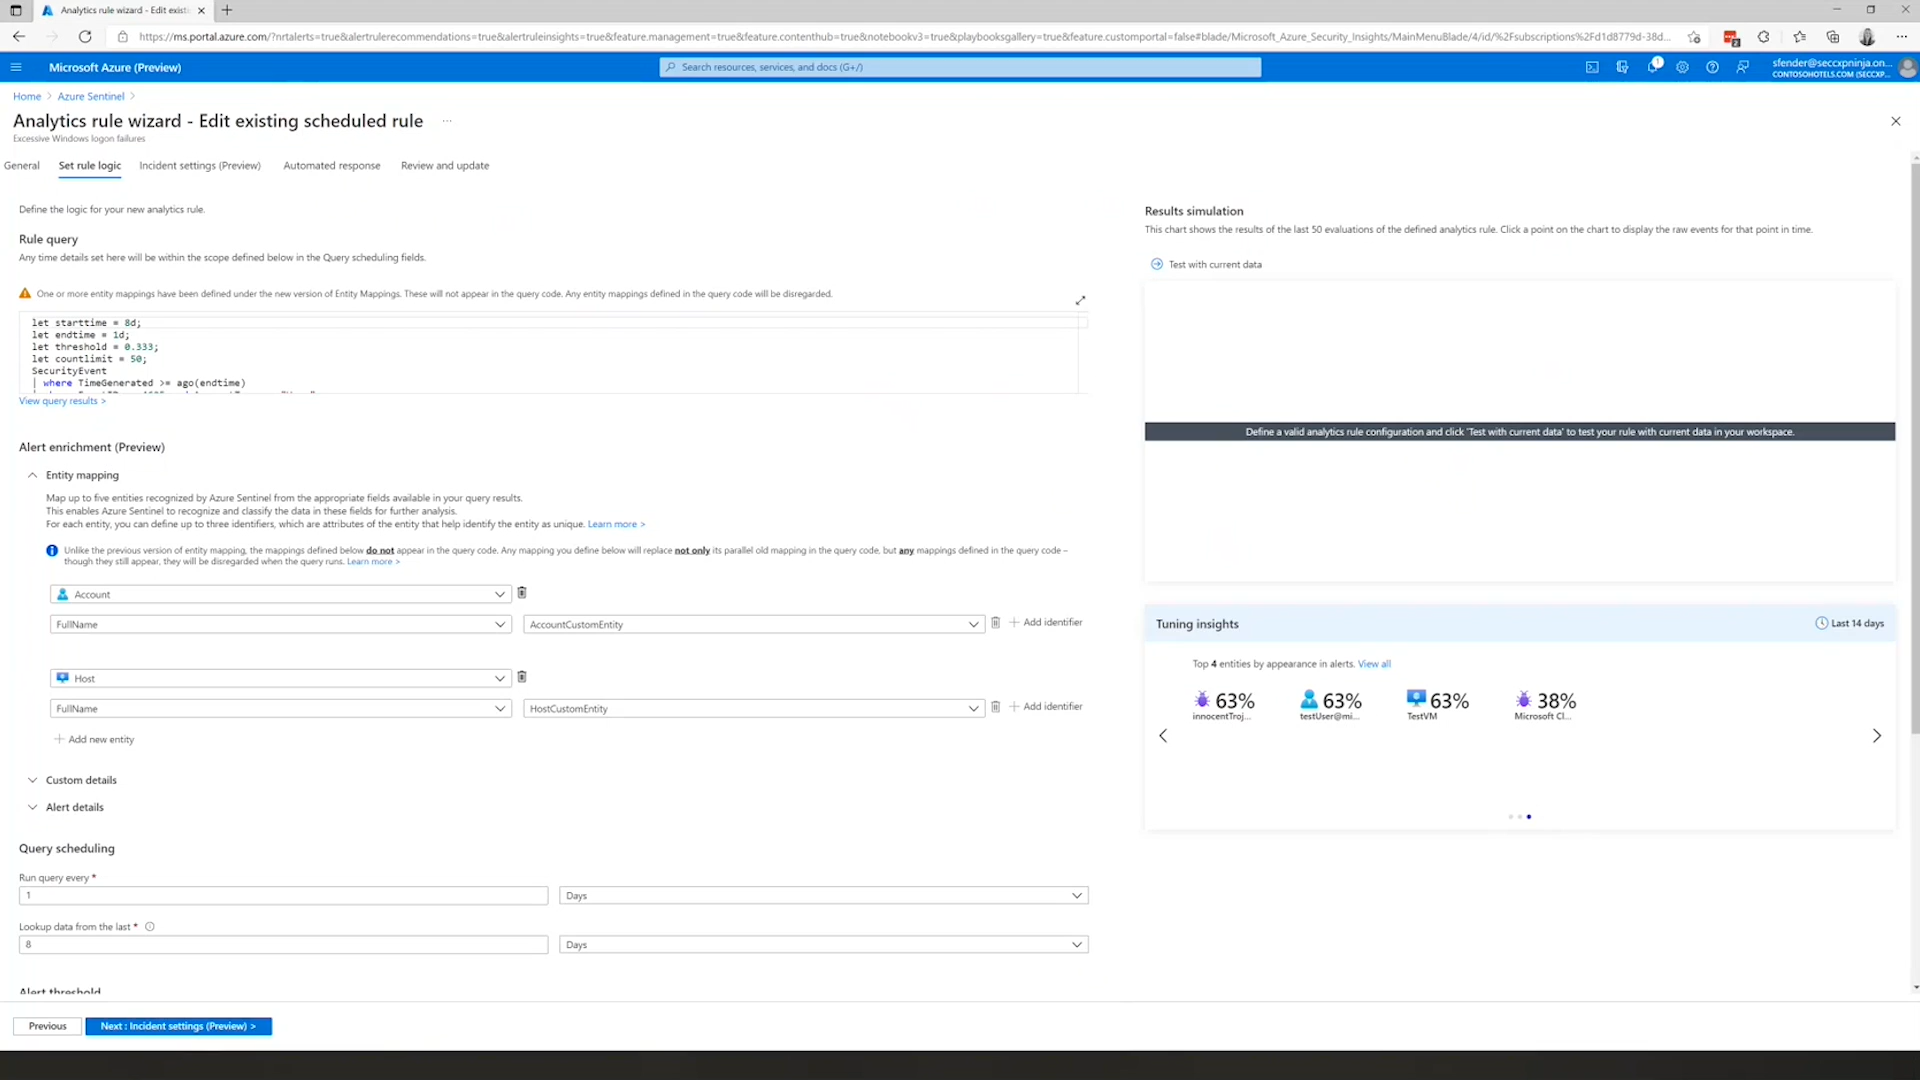 Analytics rule wizard - Edit existi
https://ms.portal.azure.com/?nrtalerts=true&alertrulerecommendations=true&alertruleinsights=true&feature.management=true&feature.contenthub=true&notebookv3=true&playbooksgallery=true&feature.customportal=false#blade/Microsoft_Azure_Security_Insights/MainMenuBlade/4/id/%2Fsubscriptions%2Fd1d8779d-38d...
Microsoft Azure (Preview)
Search resources, services, and docs (G+/)
1
sfender@seccxpninja.on...
CONTOSOHOTELS.COM (SECCXP...
Home > Azure Sentinel >
Analytics rule wizard - Edit existing scheduled rule ...
Excessive Windows logon failures
General Set rule logic Incident settings (Preview) Automated response Review and update
Define the logic for your new analytics rule.
Rule query
Any time details set here will be within the scope defined below in the Query scheduling fields.
One or more entity mappings have been defined under the new version of Entity Mappings. These will not appear in the query code. Any entity mappings defined in the query code will be disregarded.
let starttime = 8d;
let endtime = 1d;
let threshold = 0.333;
let countlimit = 50;
SecurityEvent
| where TimeGenerated >= ago(endtime)
View query results >
Alert enrichment (Preview)
Entity mapping
Map up to five entities recognized by Azure Sentinel from the appropriate fields available in your query results.
This enables Azure Sentinel to recognize and classify the data in these fields for further analysis.
For each entity, you can define up to three identifiers, which are attributes of the entity that help identify the entity as unique. Learn more >
Unlike the previous version of entity mapping, the mappings defined below do not appear in the query code. Any mapping you define below will replace not only its parallel old mapping in the query code, but any mappings defined in the query code –
though they still appear, they will be disregarded when the query runs. Learn more >
Account
FullName AccountCustomEntity + Add identifier
Host
FullName HostCustomEntity + Add identifier
+ Add new entity
Custom details
Alert details
Query scheduling
Run query every *
1 Days
Lookup data from the last *
8 Days
Alert threshold
Previous Next : Incident settings (Preview) >
Results simulation
This chart shows the results of the last 50 evaluations of the defined analytics rule. Click a point on the chart to display the raw events for that point in time.
Test with current data
Define a valid analytics rule configuration and click 'Test with current data' to test your rule with current data in your workspace.
Tuning insights Last 14 days
Top 4 entities by appearance in alerts. View all
63% 63% 63% 38%
innocentTroj... testUser@mi... TestVM Microsoft Cl...